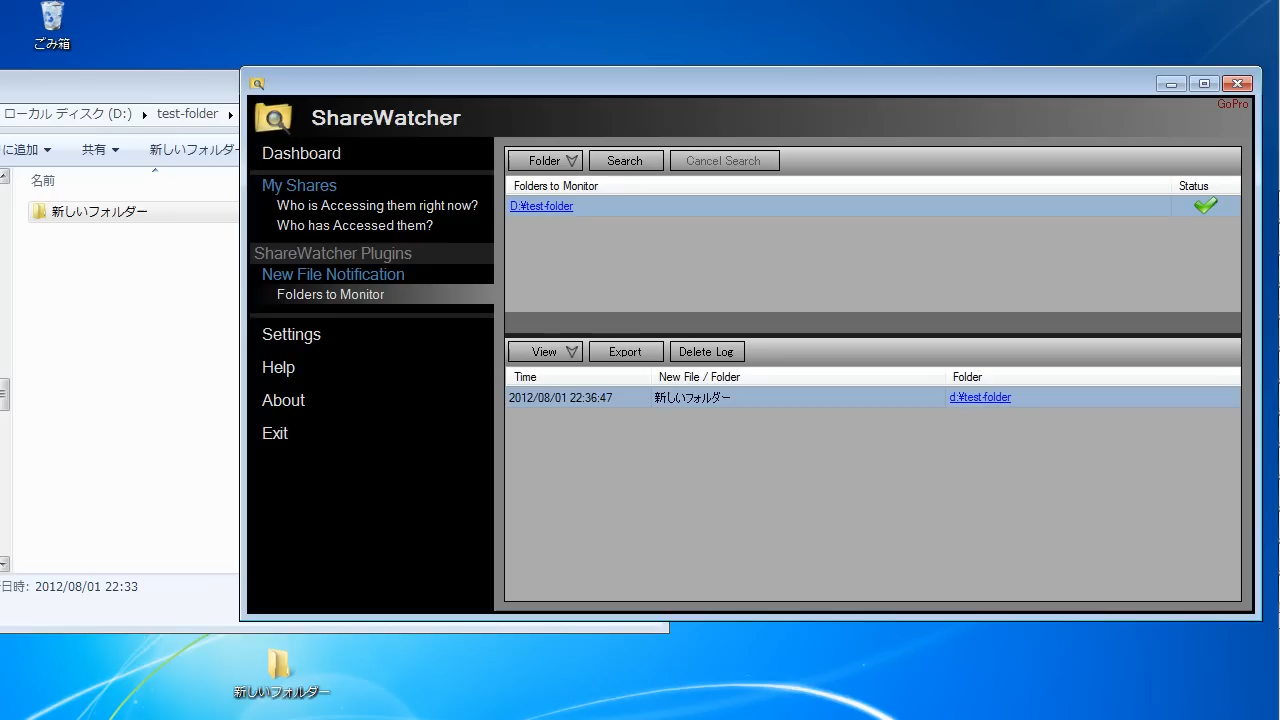 ごみ箱
ローカル ディスク (D:) ▸ test-folder ▸
に追加 共有 新しいフォルダー
名前
新しいフォルダー
日時: 2012/08/01 22:33
GoPro
ShareWatcher
Dashboard
My Shares
Who is Accessing them right now?
Who has Accessed them?
ShareWatcher Plugins
New File Notification
Folders to Monitor
Settings
Help
About
Exit
Folder Search Cancel Search
Folders to Monitor Status
D:¥test-folder
View Export Delete Log
Time New File / Folder Folder
2012/08/01 22:36:47 新しいフォルダー d:¥test-folder
新しいフォルダー